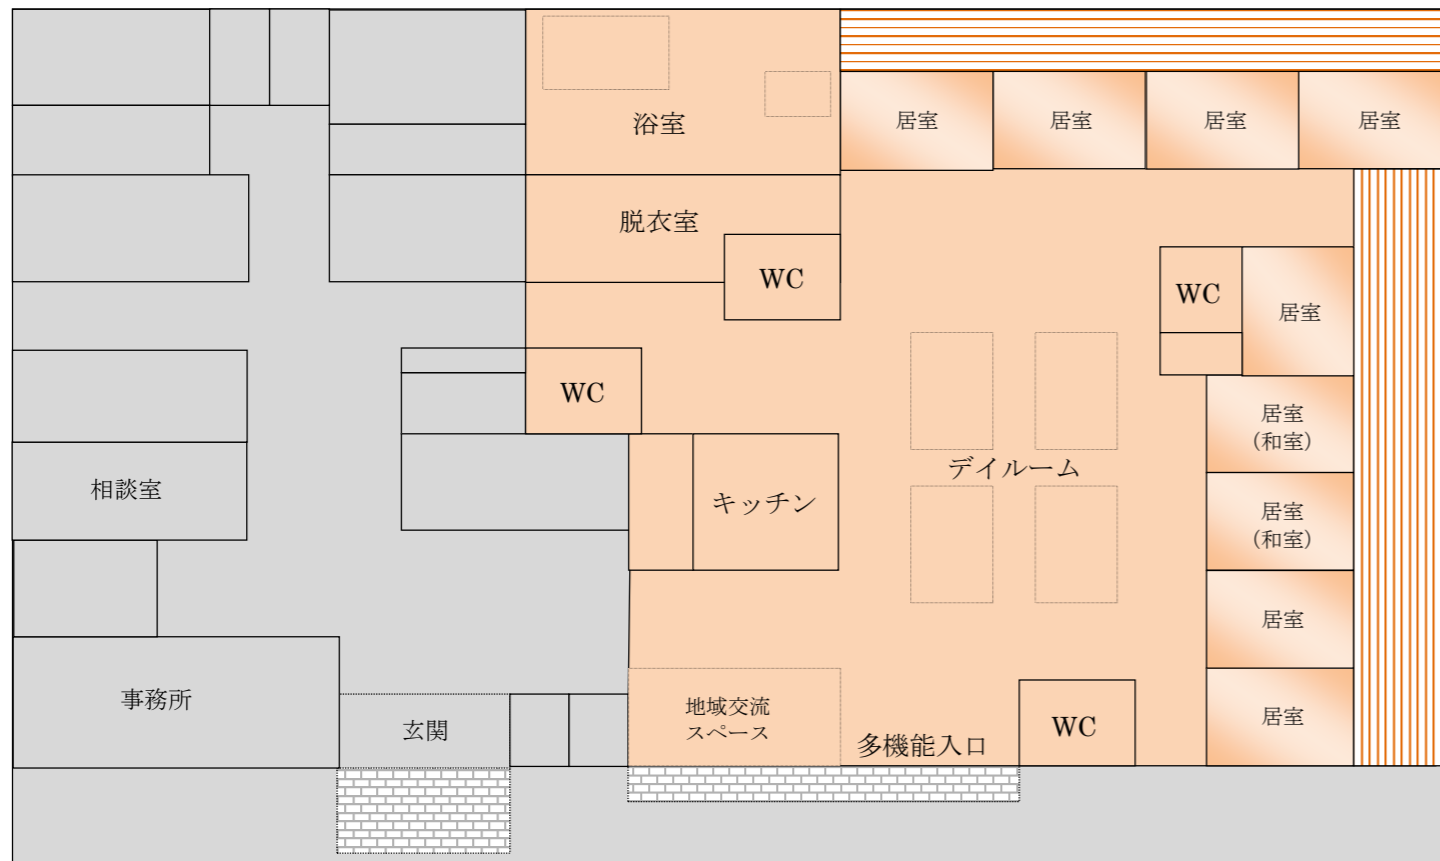 浴室
居室
居室
居室
居室
脱衣室
WC
WC
居室
WC
居室
(和室)
デイルーム
相談室
キッチン
居室
(和室)
居室
事務所
地域交流
スペース
居室
玄関
多機能入口
WC